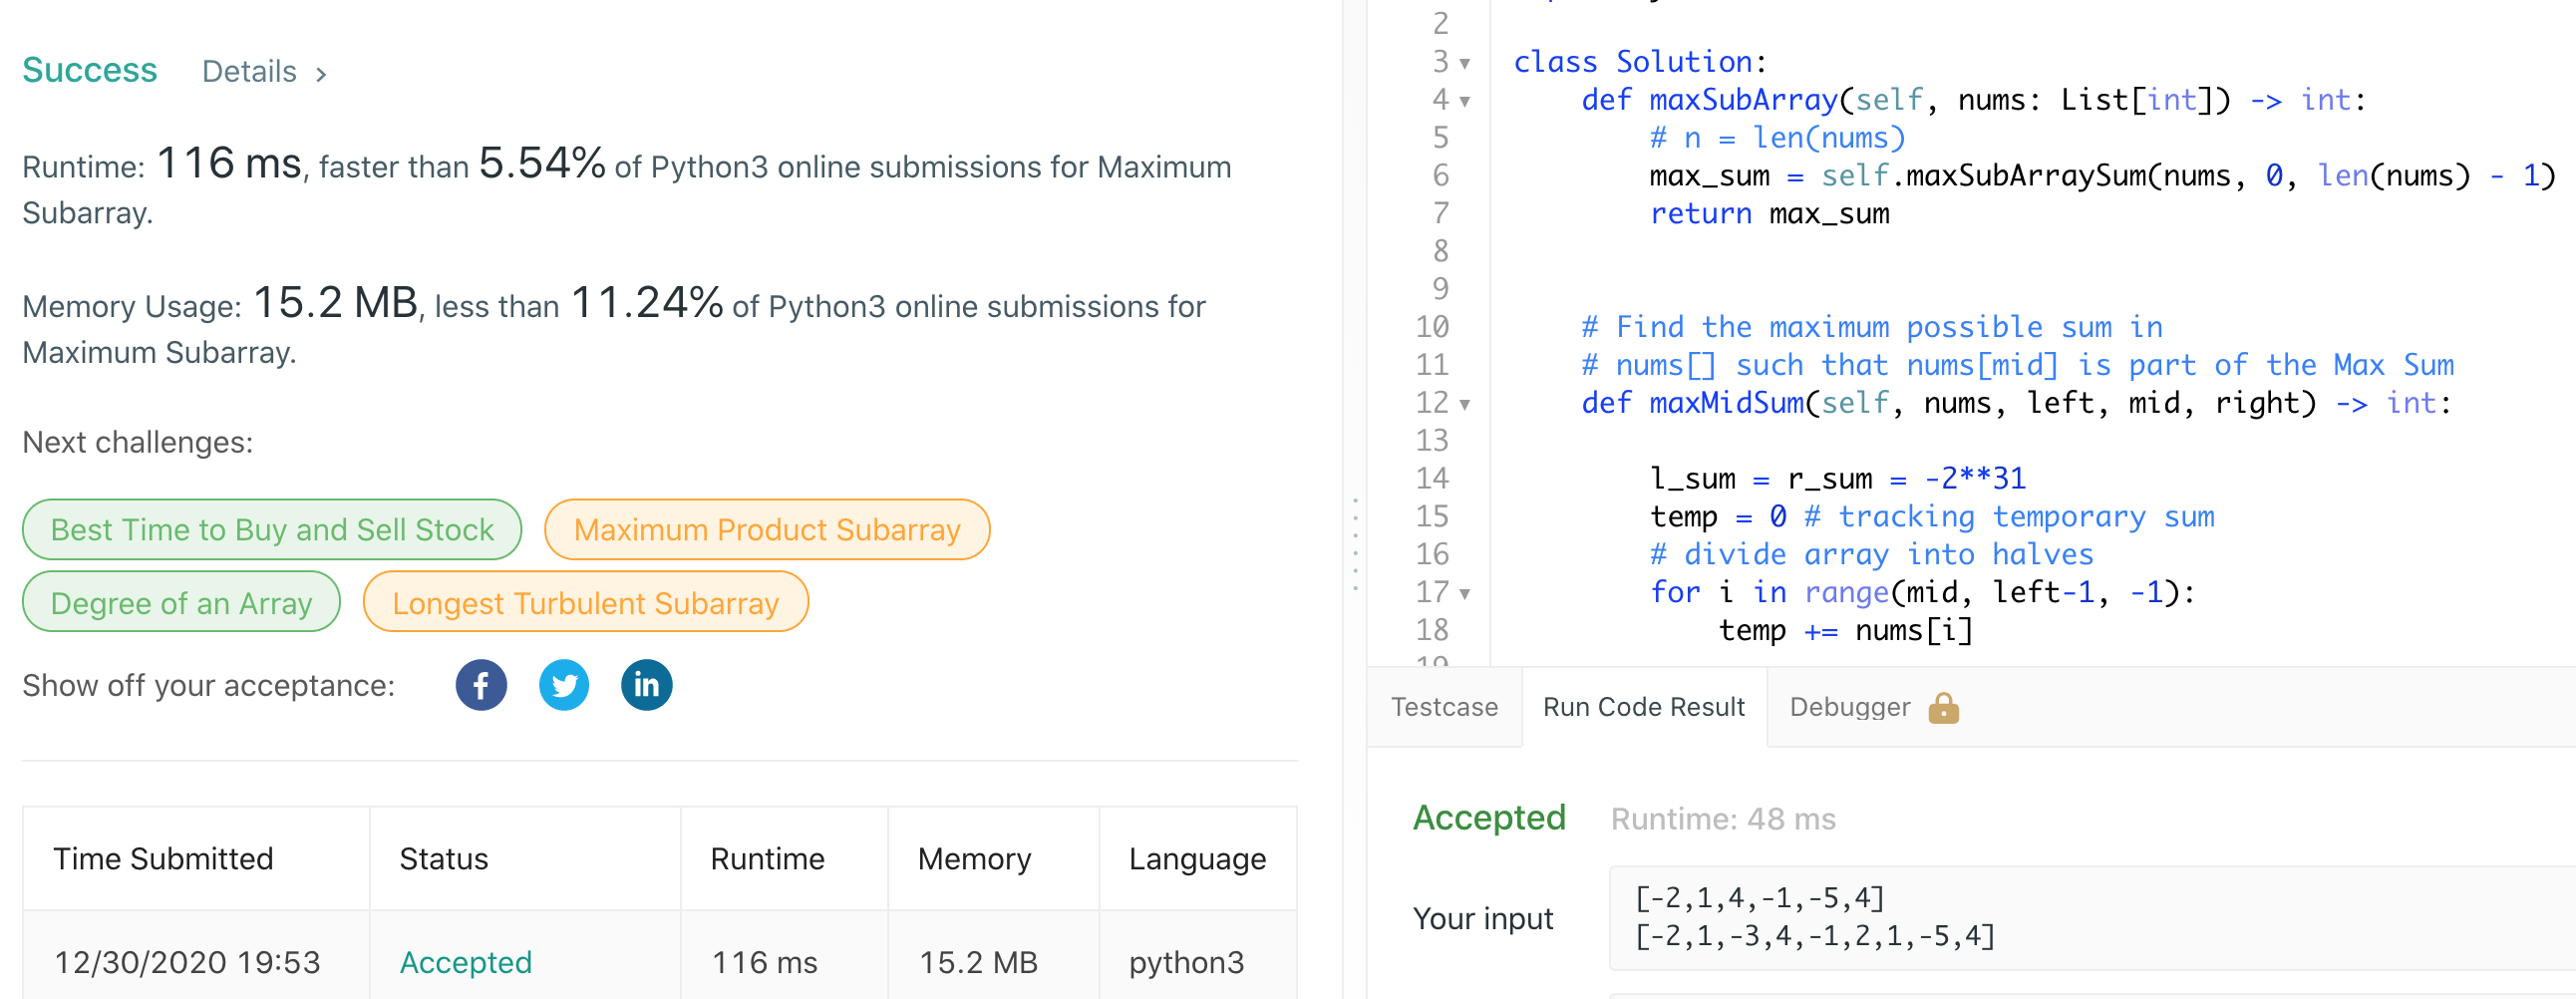 Success Details >
Runtime: 116 ms, faster than 5.54% of Python3 online submissions for Maximum
Subarray.
Memory Usage: 15.2 MB, less than 11.24% of Python3 online submissions for
Maximum Subarray.
Next challenges:
Best Time to Buy and Sell Stock Maximum Product Subarray
Degree of an Array Longest Turbulent Subarray
Show off your acceptance: f in
Time Submitted Status Runtime Memory Language
12/30/2020 19:53 Accepted 116 ms 15.2 MB python3
2
3 class Solution:
4 def maxSubArray(self, nums: List[int]) -> int:
5 # n = len(nums)
6 max_sum = self.maxSubArraySum(nums, 0, len(nums) - 1)
7 return max_sum
8
9
10 # Find the maximum possible sum in
11 # nums[] such that nums[mid] is part of the Max Sum
12 def maxMidSum(self, nums, left, mid, right) -> int:
13
14 l_sum = r_sum = -2**31
15 temp = 0 # tracking temporary sum
16 # divide array into halves
17 for i in range(mid, left-1, -1):
18 temp += nums[i]
19
Testcase Run Code Result Debugger
Accepted Runtime: 48 ms
Your input
[-2,1,4,-1,-5,4]
[-2,1,-3,4,-1,2,1,-5,4]